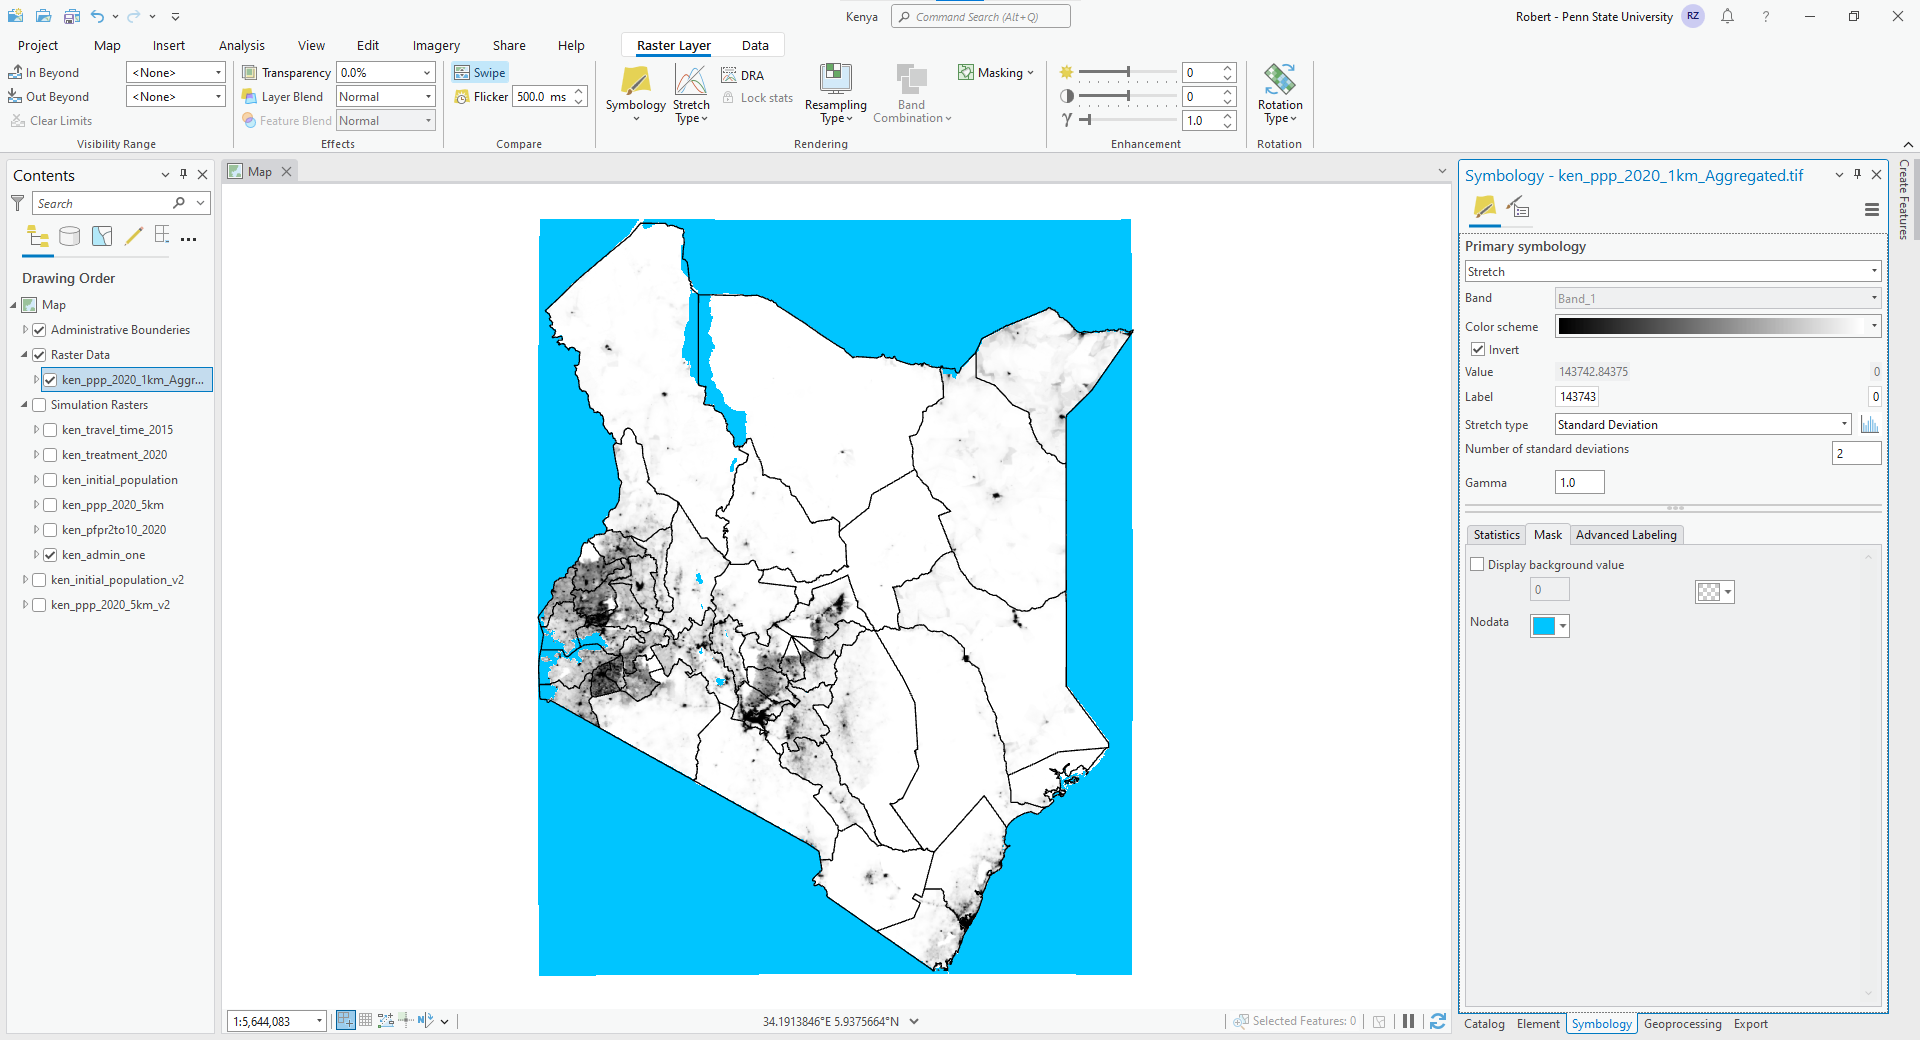 Kenya
Command Search (Alt+Q)
Robert - Penn State University
RZ
?
Project
Map
Insert
Analysis
View
Edit
Imagery
Share
Help
Raster Layer
Data
In Beyond
<None>
Out Beyond
<None>
Clear Limits
Visibility Range
Transparency
0.0%
Layer Blend
Normal
Feature Blend
Normal
Effects
Swipe
Flicker
500.0 ms
Compare
Symbology
Stretch
Type
DRA
Lock stats
Resampling
Type
Band
Combination
Masking
Rendering
0
0
γ
1.0
Enhancement
Rotation
Type
Rotation
Contents
Search
Drawing Order
Map
Administrative Bounderies
Raster Data
ken_ppp_2020_1km_Aggr...
Simulation Rasters
ken_travel_time_2015
ken_treatment_2020
ken_initial_population
ken_ppp_2020_5km
ken_pfpr2to10_2020
ken_admin_one
ken_initial_population_v2
ken_ppp_2020_5km_v2
Map
1:5,644,083
N
34.1913846°E 5.9375664°N
Selected Features: 0
Symbology - ken_ppp_2020_1km_Aggregated.tif
Primary symbology
Stretch
Band
Band_1
Color scheme
Invert
Value
143742.84375
0
Label
143743
0
Stretch type
Standard Deviation
Number of standard deviations
2
Gamma
1.0
Statistics
Mask
Advanced Labeling
Display background value
0
Nodata
Catalog
Element
Symbology
Geoprocessing
Export
Create Features